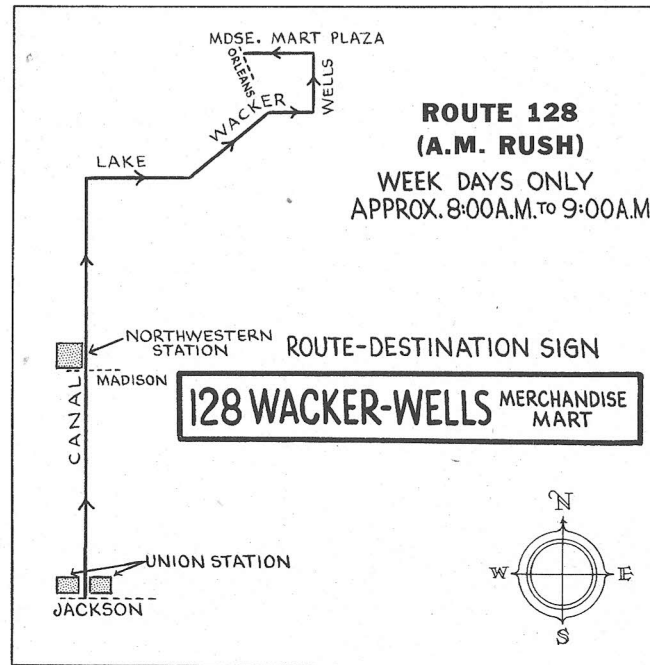 MDSE. MART PLAZA
ORLEANS
WELLS
WACKER
LAKE
ROUTE 128
(A.M. RUSH)
WEEK DAYS ONLY
APPROX. 8:00A.M. TO 9:00A.M
NORTHWESTERN
STATION
ROUTE-DESTINATION SIGN
MADISON
CANAL
128 WACKER-WELLS MERCHANDISE
MART
UNION STATION
JACKSON
N
W E
S